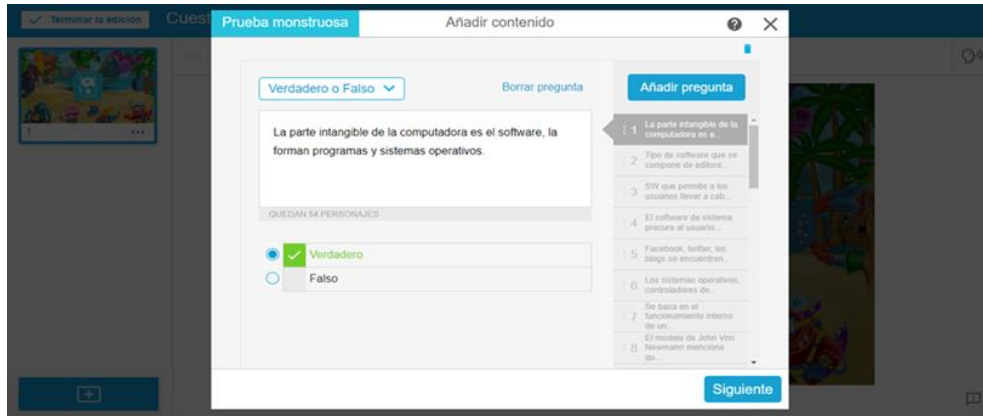 Terminar la edición
Cuest
Prueba monstruosa
Añadir contenido
Verdadero o Falso
Borrar pregunta
Añadir pregunta
La parte intangible de la computadora es el software, la
forman programas y sistemas operativos.
QUEDAN 54 PERSONAJES
Verdadero
Falso
1 La parte intangible de la
computadora es e...
2 Tipo de software que se
compone de editore...
3 SW que permite a los
usuarios llevar a cab...
4 El software de sistema
procura al usuario...
5 Facebook, twitter, los
blogs se encuentran...
6 Los sistemas operativos,
controladores de...
7 Se basa en el
funcionamiento interno
de un...
8 El modelo de John Von
Newmann menciona
qu...
Siguiente
1